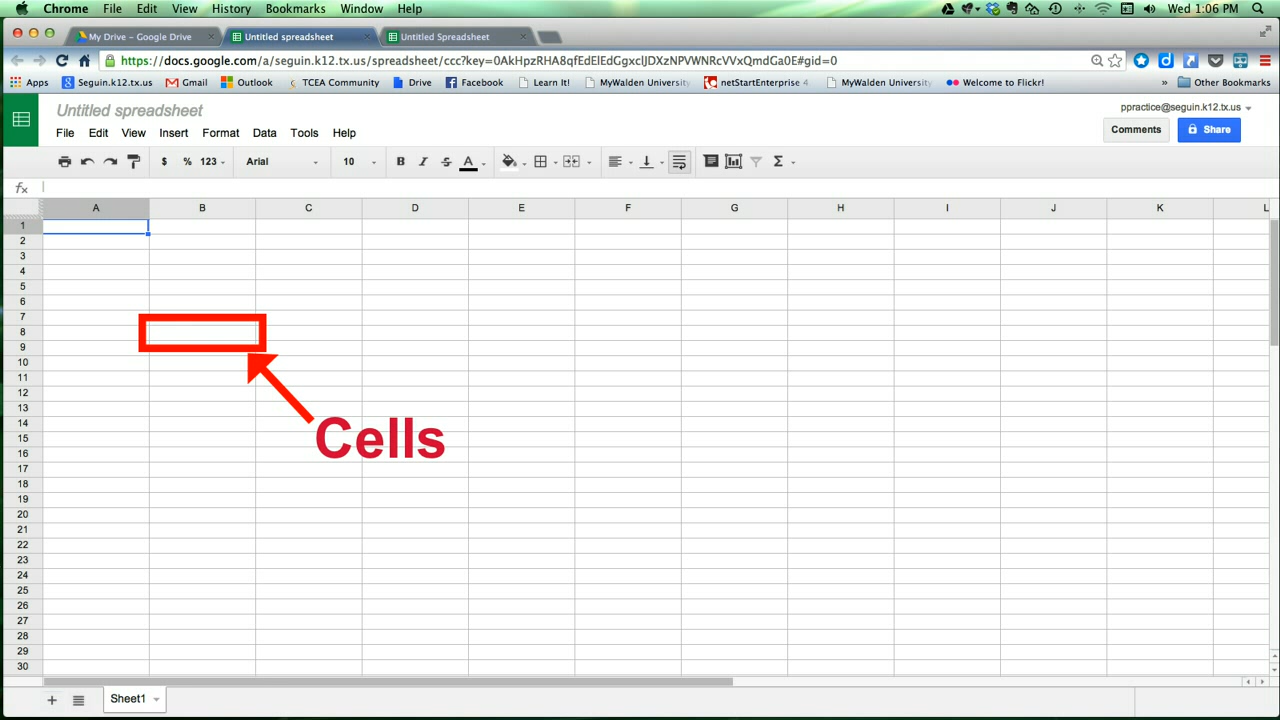 Chrome File Edit View History Bookmarks Window Help Wed 1:06 PM
My Drive – Google Drive Untitled spreadsheet Untitled Spreadsheet
https://docs.google.com/a/seguin.k12.tx.us/spreadsheet/ccc?key=0AkHpzRHA8qfEdElEdGgxclJDXzNPVWNRcVVxQmdGa0E#gid=0
Apps Seguin.k12.tx.us Gmail Outlook TCEA Community Drive Facebook Learn It! MyWalden University netStartEnterprise 4 MyWalden University Welcome to Flickr! » Other Bookmarks
Untitled spreadsheet
ppractice@seguin.k12.tx.us
File Edit View Insert Format Data Tools Help
Comments Share
$ % 123 Arial 10 B I S A Σ
fx
A B C D E F G H I J K L
1
2
3
4
5
6
7
8
9
10
11
12
13
14
Cells
15
16
17
18
19
20
21
22
23
24
25
26
27
28
29
30
+ Sheet1